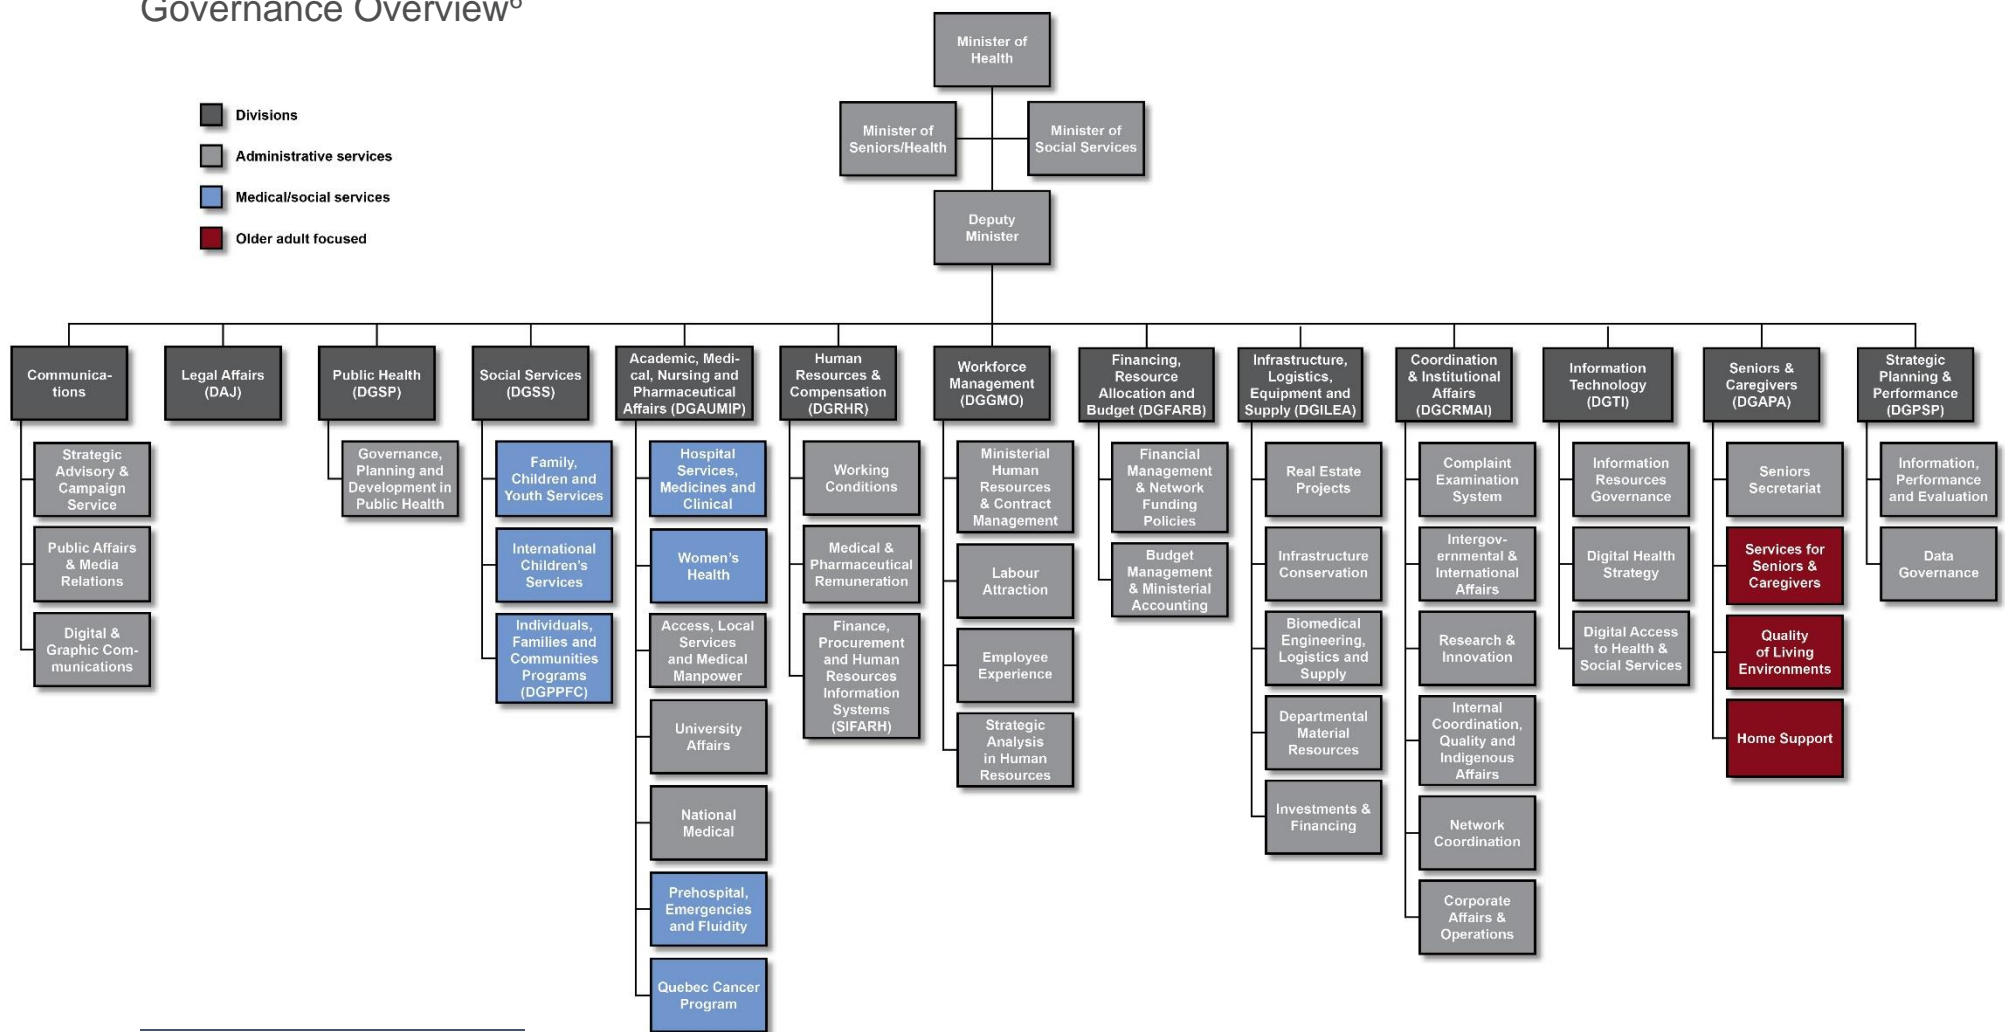 Governance Overview⁶
Minister of
Health
Minister of
Seniors/Health
Minister of
Social Services
Deputy
Minister
Divisions
Administrative services
Medical/social services
Older adult focused
Communica-
tions
Strategic
Advisory &
Campaign
Service
Public Affairs
& Media
Relations
Digital &
Graphic Com-
munications
Legal Affairs
(DAJ)
Public Health
(DGSP)
Governance,
Planning and
Development in
Public Health
Social Services
(DGSS)
Family,
Children and
Youth Services
International
Children's
Services
Individuals,
Families and
Communities
Programs
(DGPPFC)
Academic, Medi-
cal, Nursing and
Pharmaceutical
Affairs (DGAUMIP)
Hospital
Services,
Medicines and
Clinical
Women's
Health
Access, Local
Services
and Medical
Manpower
University
Affairs
National
Medical
Prehospital,
Emergencies
and Fluidity
Quebec Cancer
Program
Human
Resources &
Compensation
(DGRHR)
Working
Conditions
Medical &
Pharmaceutical
Remuneration
Finance,
Procurement
and Human
Resources
Information
Systems
(SIFARH)
Workforce
Management
(DGGMO)
Ministerial
Human
Resources
& Contract
Management
Labour
Attraction
Employee
Experience
Strategic
Analysis
in Human
Resources
Financing,
Resource
Allocation and
Budget (DGFARB)
Financial
Management
& Network
Funding
Policies
Budget
Management
& Ministerial
Accounting
Infrastructure,
Logistics,
Equipment and
Supply (DGILEA)
Real Estate
Projects
Infrastructure
Conservation
Biomedical
Engineering,
Logistics and
Supply
Departmental
Material
Resources
Investments &
Financing
Coordination
& Institutional
Affairs
(DGCRMAI)
Complaint
Examination
System
Intergov-
ernmental &
International
Affairs
Research &
Innovation
Internal
Coordination,
Quality and
Indigenous
Affairs
Network
Coordination
Corporate
Affairs &
Operations
Information
Technology
(DGTI)
Information
Resources
Governance
Digital Health
Strategy
Digital Access
to Health &
Social Services
Seniors &
Caregivers
(DGAPA)
Seniors
Secretariat
Services for
Seniors &
Caregivers
Quality
of Living
Environments
Home Support
Strategic
Planning &
Performance
(DGPSP)
Information,
Performance
and Evaluation
Data
Governance